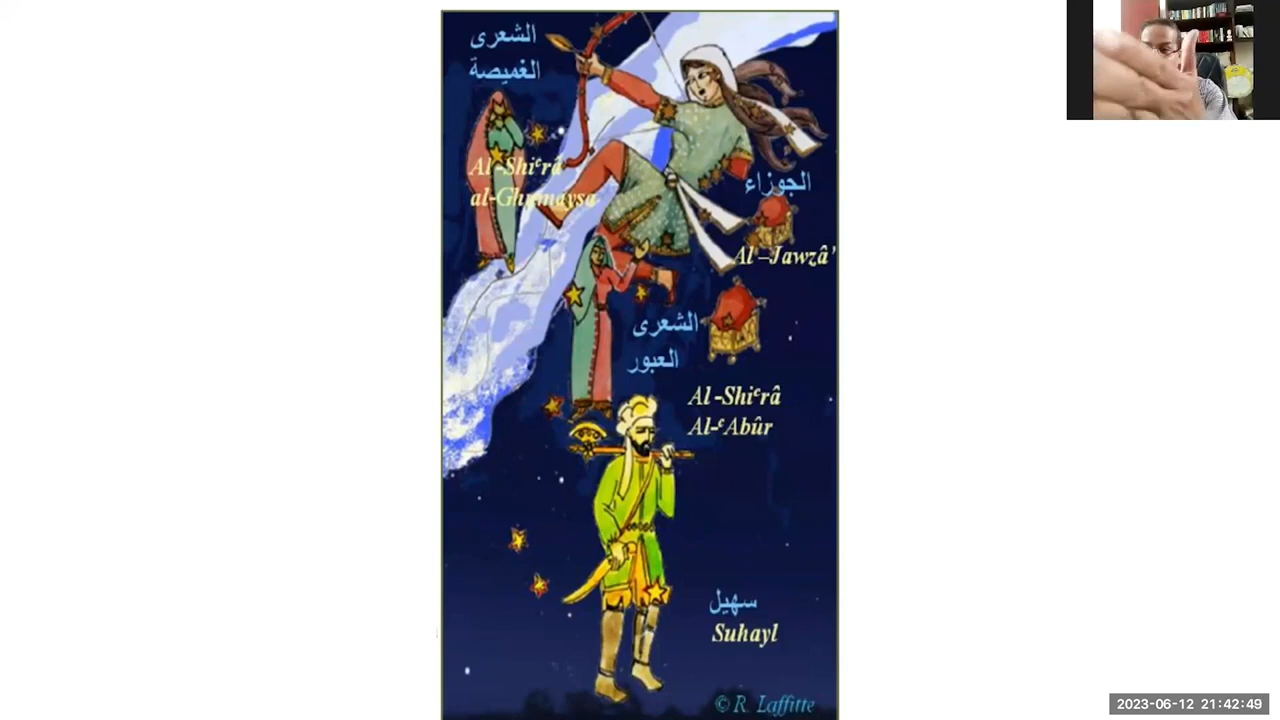 الشعرى
الغميصة
Al-Shiʿrâ
al-Ghumaysa
الجوزاء
Al–Jawzâ’
الشعرى
العبور
Al-Shiʿrâ
Al-ʿAbûr
سهيل
Suhayl
© R. Laffitte
2023-06-12 21:42:49